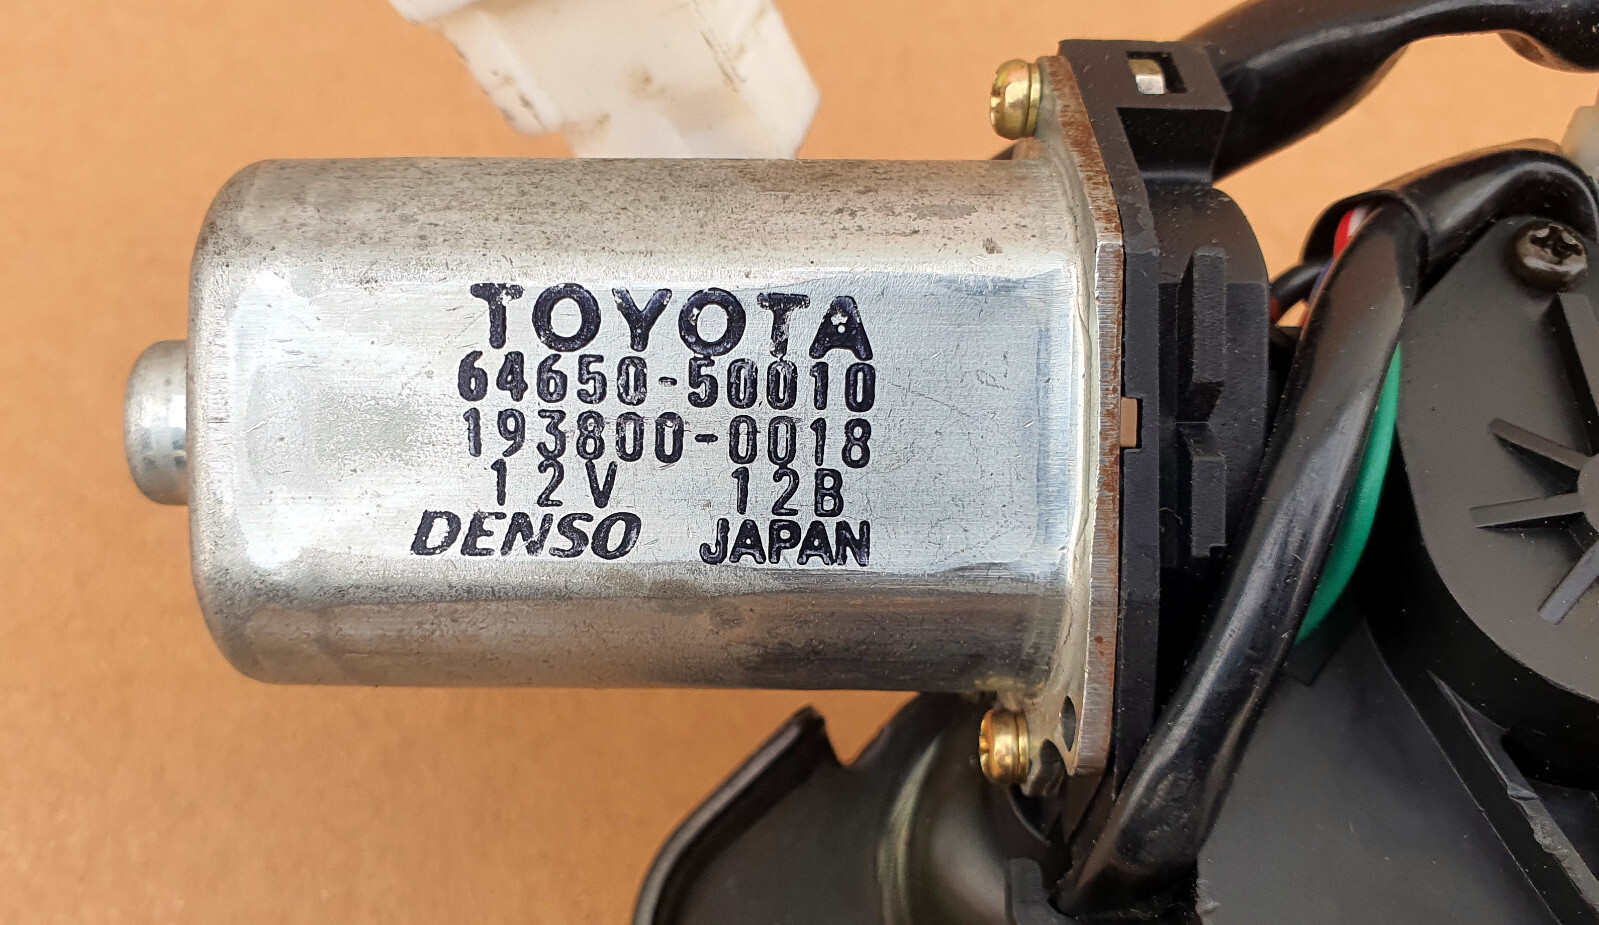 TOYOTA
64650-50010
193800-0018
12V 12B
DENSO JAPAN